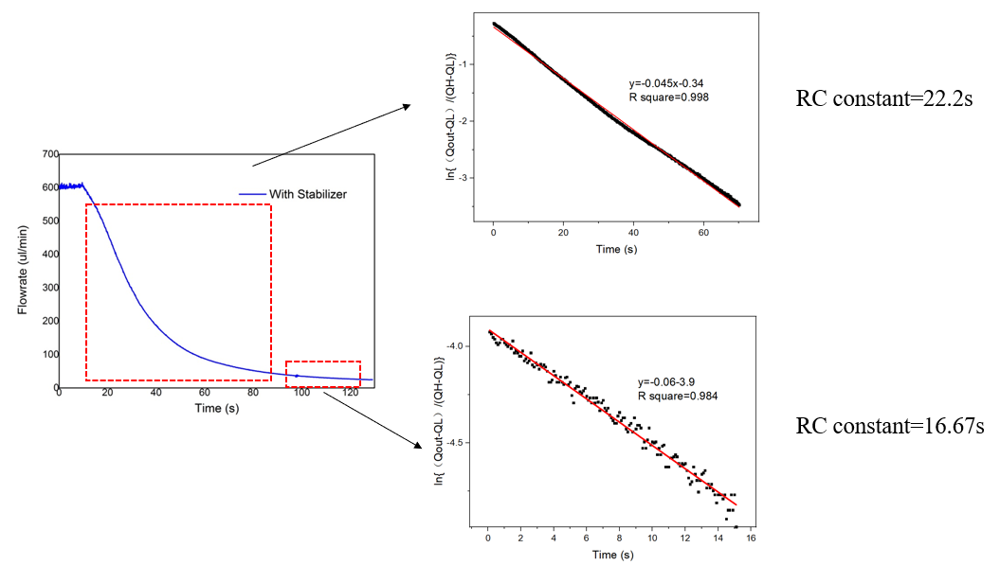 700
600
500
400
300
200
100
0
20
40
60
80
100
120
Flowrate (ul/min)
Time (s)
With Stabilizer
-1
-2
-3
0
20
40
60
ln{（Qout-QL）/(QH-QL)}
Time (s)
y=-0.045x-0.34
R square=0.998
RC constant=22.2s
-4.0
-4.5
0
2
4
6
8
10
12
14
16
ln{（Qout-QL）/(QH-QL)}
Time (s)
y=-0.06-3.9
R square=0.984
RC constant=16.67s